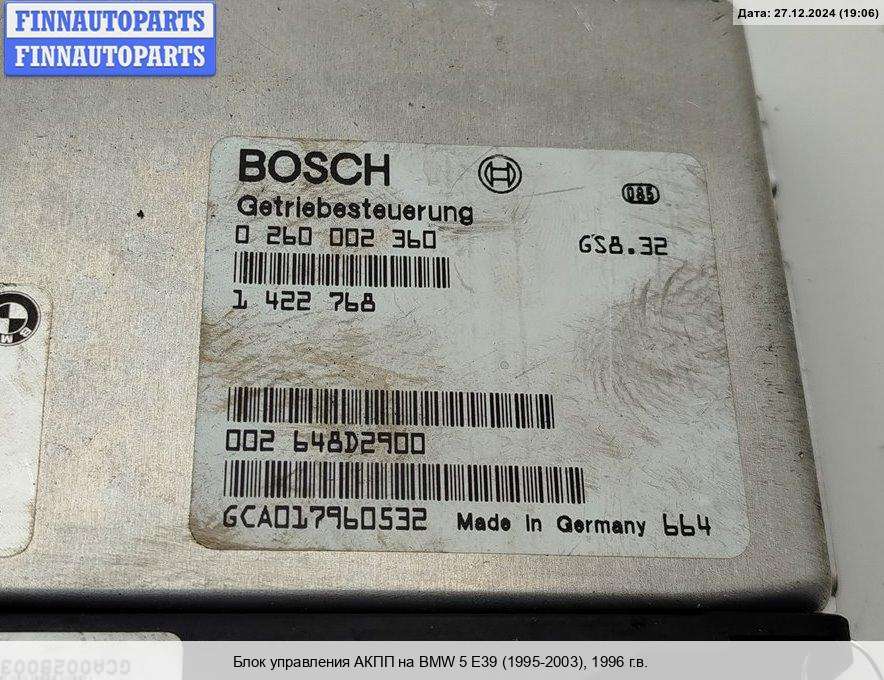 FINNAUTOPARTS
FINNAUTOPARTS
Дата: 27.12.2024 (19:06)
BOSCH
Getriebesteuerung
0 260 002 360
GS8.32
1 422 768
002 648D2900
GCA017960532 Made in Germany 664
Блок управления АКПП на BMW 5 E39 (1995-2003), 1996 г.в.